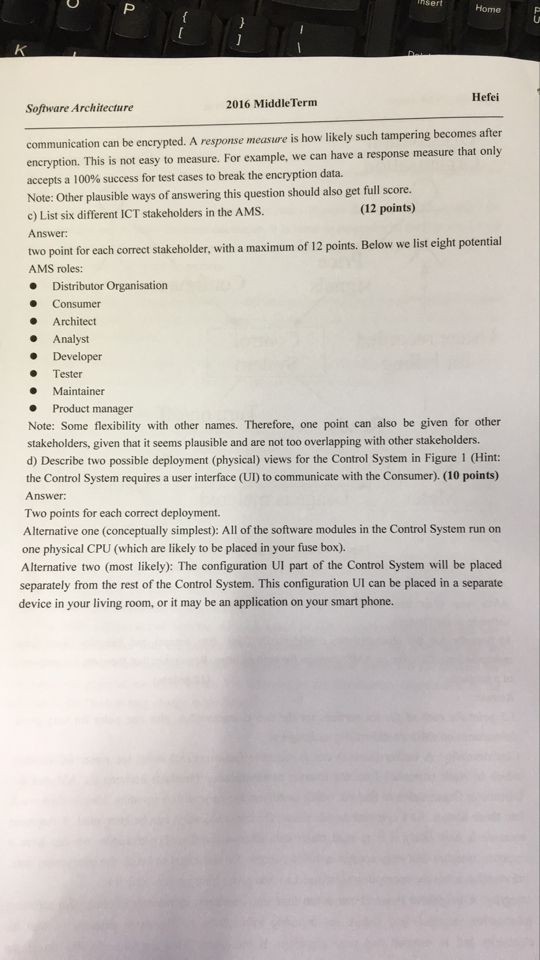 O
P
{
[
}
]
|
\
Insert
Home
K
L
Software Architecture
2016 MiddleTerm
Hefei
communication can be encrypted. A response measure is how likely such tampering becomes after
encryption. This is not easy to measure. For example, we can have a response measure that only
accepts a 100% success for test cases to break the encryption data.
Note: Other plausible ways of answering this question should also get full score.
c) List six different ICT stakeholders in the AMS. (12 points)
Answer:
two point for each correct stakeholder, with a maximum of 12 points. Below we list eight potential
AMS roles:
● Distributor Organisation
● Consumer
● Architect
● Analyst
● Developer
● Tester
● Maintainer
● Product manager
Note: Some flexibility with other names. Therefore, one point can also be given for other
stakeholders, given that it seems plausible and are not too overlapping with other stakeholders.
d) Describe two possible deployment (physical) views for the Control System in Figure 1 (Hint:
the Control System requires a user interface (UI) to communicate with the Consumer). (10 points)
Answer:
Two points for each correct deployment.
Alternative one (conceptually simplest): All of the software modules in the Control System run on
one physical CPU (which are likely to be placed in your fuse box).
Alternative two (most likely): The configuration UI part of the Control System will be placed
separately from the rest of the Control System. This configuration UI can be placed in a separate
device in your living room, or it may be an application on your smart phone.